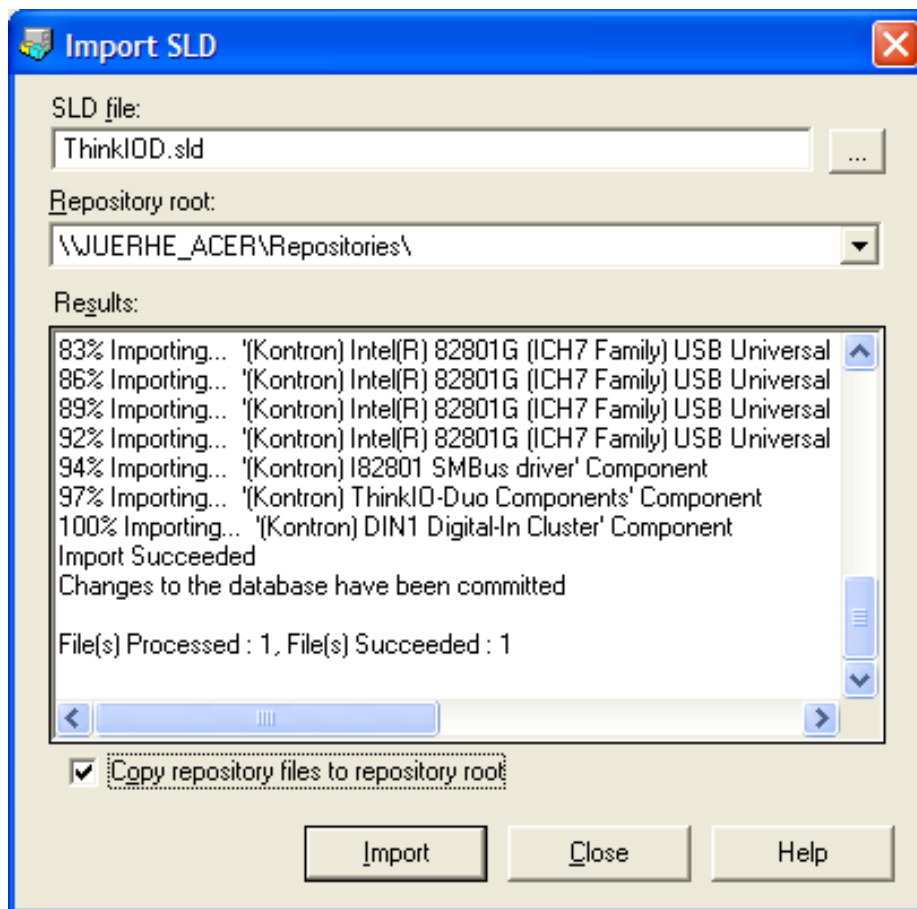 Import SLD
SLD file:
ThinkIOD.sld
...
Repository root:
\\JUERHE_ACER\Repositories\
Results:
83% Importing... '(Kontron) Intel(R) 82801G (ICH7 Family) USB Universal
86% Importing... '(Kontron) Intel(R) 82801G (ICH7 Family) USB Universal
89% Importing... '(Kontron) Intel(R) 82801G (ICH7 Family) USB Universal
92% Importing... '(Kontron) Intel(R) 82801G (ICH7 Family) USB Universal
94% Importing... '(Kontron) I82801 SMBus driver' Component
97% Importing... '(Kontron) ThinkIO-Duo Components' Component
100% Importing... '(Kontron) DIN1 Digital-In Cluster' Component
Import Succeeded
Changes to the database have been committed
File(s) Processed : 1, File(s) Succeeded : 1
Copy repository files to repository root
Import Close Help